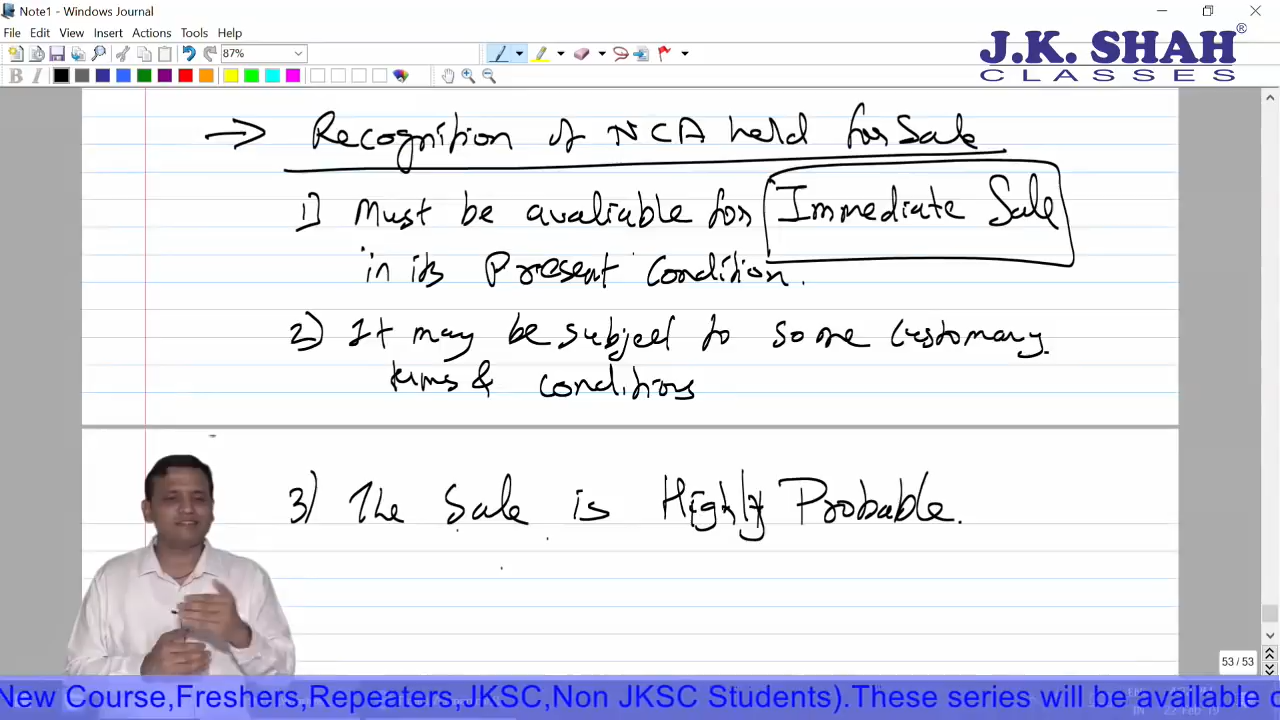 Note1 - Windows Journal
File Edit View Insert Actions Tools Help
87%
J.K. SHAH®
CLASSES
B I
→ Recognition of NCA held for Sale
1) Must be avaliable for Immediate Sale
in its Present Condition.
2) It may be subject to some customary
terms & conditions
3) The Sale is Highly Probable.
53 / 53
New Course,Freshers,Repeaters,JKSC,Non JKSC Students).These series will be available